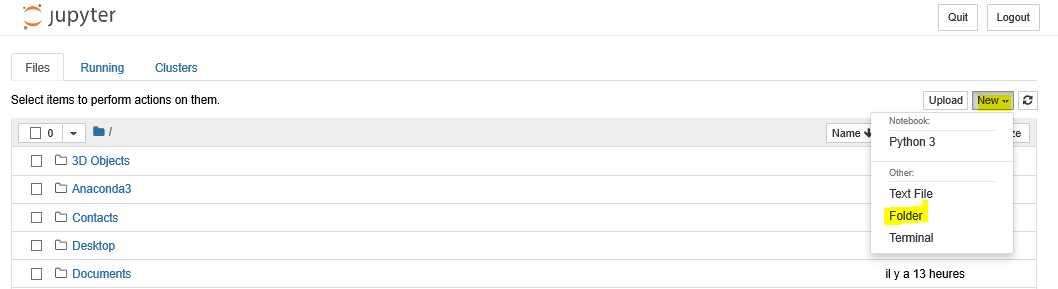 jupyter
Quit Logout
Files Running Clusters
Select items to perform actions on them.
Upload New
0 / Name ze
Notebook:
Python 3
3D Objects
Other:
Anaconda3
Text File
Contacts
Folder
Desktop
Terminal
Documents il y a 13 heures